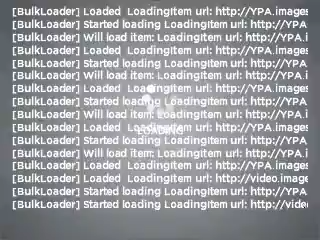 [BulkLoader] Loaded  LoadingItem url: http://YPA.images
[BulkLoader] Started loading LoadingItem url: http://YPA
[BulkLoader] Will load item: LoadingItem url: http://YPA.i
[BulkLoader] Loaded  LoadingItem url: http://YPA.images
[BulkLoader] Started loading LoadingItem url: http://YPA
[BulkLoader] Will load item: LoadingItem url: http://YPA.i
[BulkLoader] Loaded  LoadingItem url: http://YPA.images
[BulkLoader] Started loading LoadingItem url: http://YPA
[BulkLoader] Will load item: LoadingItem url: http://YPA.i
[BulkLoader] Loaded  LoadingItem url: http://YPA.images
LOADING
[BulkLoader] Started loading LoadingItem url: http://YPA
[BulkLoader] Will load item: LoadingItem url: http://YPA.i
[BulkLoader] Loaded  LoadingItem url: http://YPA.images
[BulkLoader] Loaded  LoadingItem url: http://video.image
[BulkLoader] Started loading LoadingItem url: http://YPA
[BulkLoader] Started loading LoadingItem url: http://vide